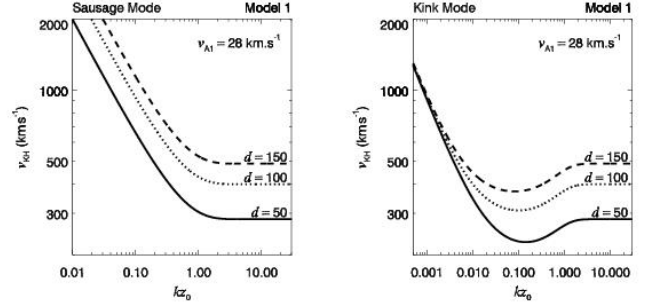 Sausage Mode Model 1
v_A1 = 28 km.s⁻¹
d = 150
d = 100
d = 50
2000
1000
500
300
v_KH (km s⁻¹)
0.01 0.10 1.00 10.00
kz₀
Kink Mode Model 1
v_A1 = 28 km.s⁻¹
d = 150
d = 100
d = 50
2000
1000
500
300
v_KH (km s⁻¹)
0.001 0.010 0.100 1.000 10.000
kz₀